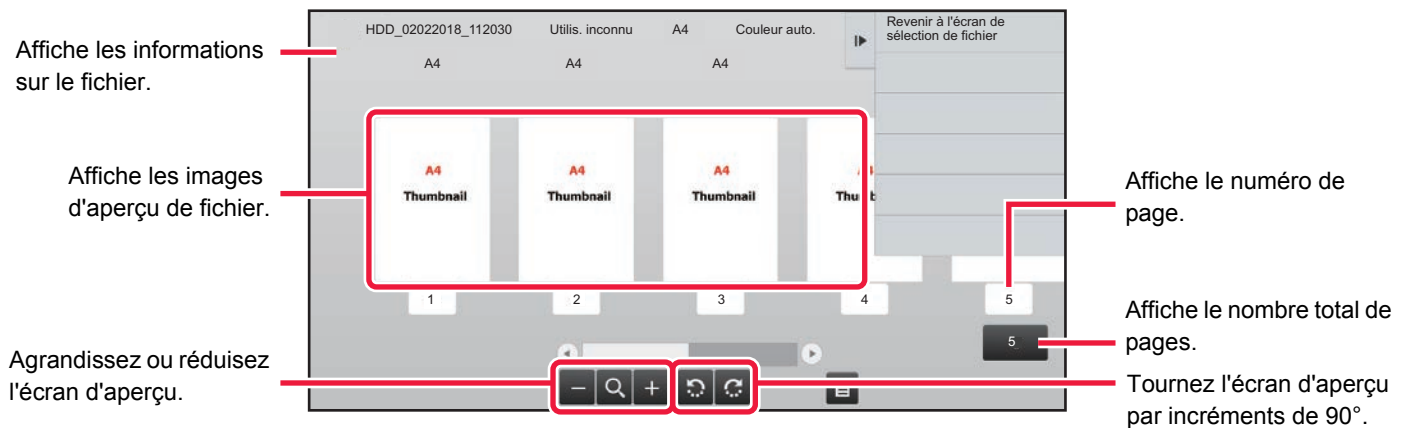 Affiche les informations
sur le fichier.
HDD_02022018_112030 Utilis. inconnu A4 Couleur auto.
A4 A4 A4
Revenir à l'écran de
sélection de fichier
Affiche les images
d'aperçu de fichier.
A4 A4 A4
Thumbnail Thumbnail Thumbnail
Affiche le numéro de
page.
1 2 3 4 5
Affiche le nombre total de
pages.
5
Agrandissez ou réduisez
l'écran d'aperçu.
Tournez l'écran d'aperçu
par incréments de 90°.